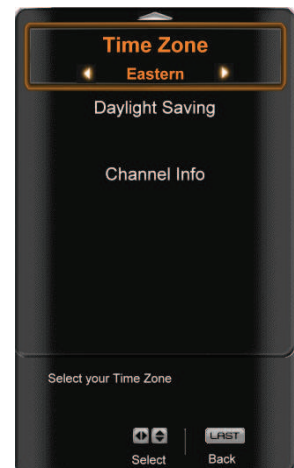 Time Zone
Eastern
Daylight Saving
Channel Info
Select your Time Zone
LAST
Select
Back